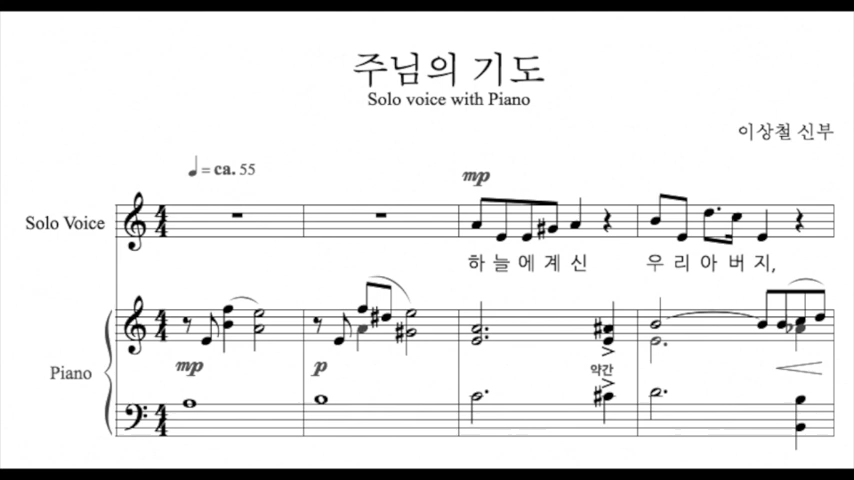 주님의 기도
Solo voice with Piano
이상철 신부
♩ = ca. 55
mp
Solo Voice
하 늘 에 계 신 우 리 아 버 지,
Piano
mp p 약간